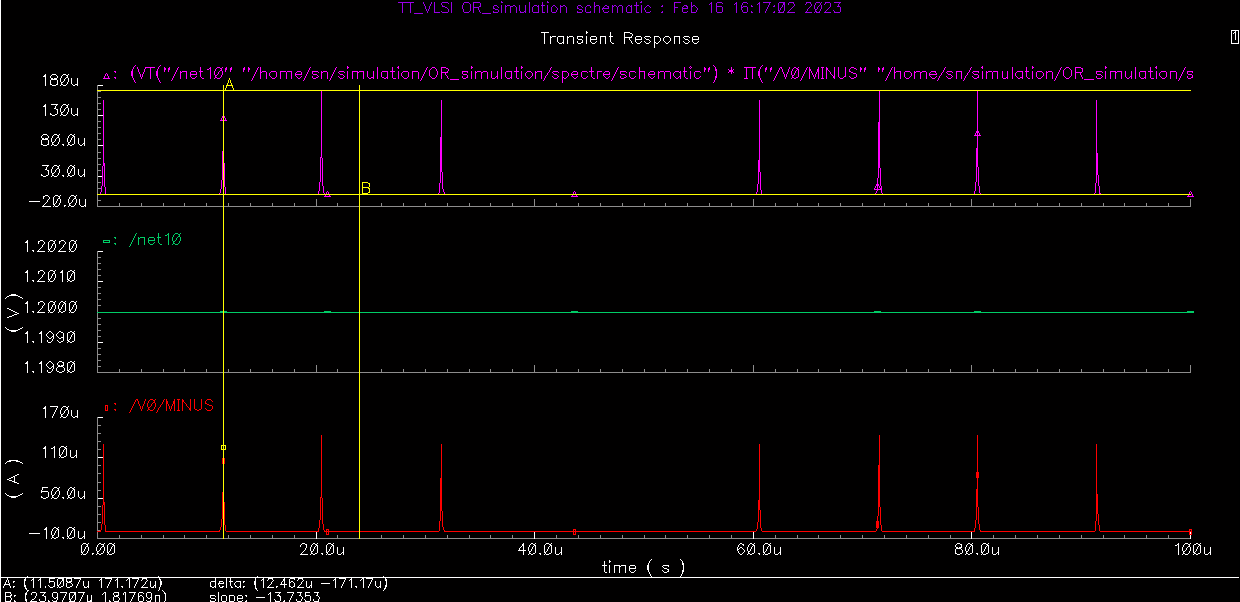 TT_VLSI OR_simulation schematic : Feb 16 16:17:02 2023
Transient Response
1
: (VT("/net10" "/home/sn/simulation/OR_simulation/spectre/schematic") * IT("/V0/MINUS" "/home/sn/simulation/OR_simulation/s
180u
A
130u
80.0u
30.0u
B
-20.0u
: /net10
1.2020
1.2010
1.2000
1.1990
1.1980
( V )
: /V0/MINUS
170u
110u
50.0u
-10.0u
( A )
0.00 20.0u 40.0u 60.0u 80.0u 100u
time ( s )
A: (11.5087u 171.172u) delta: (12.462u -171.17u)
B: (23.9707u 1.81769n) slope: -13.7353